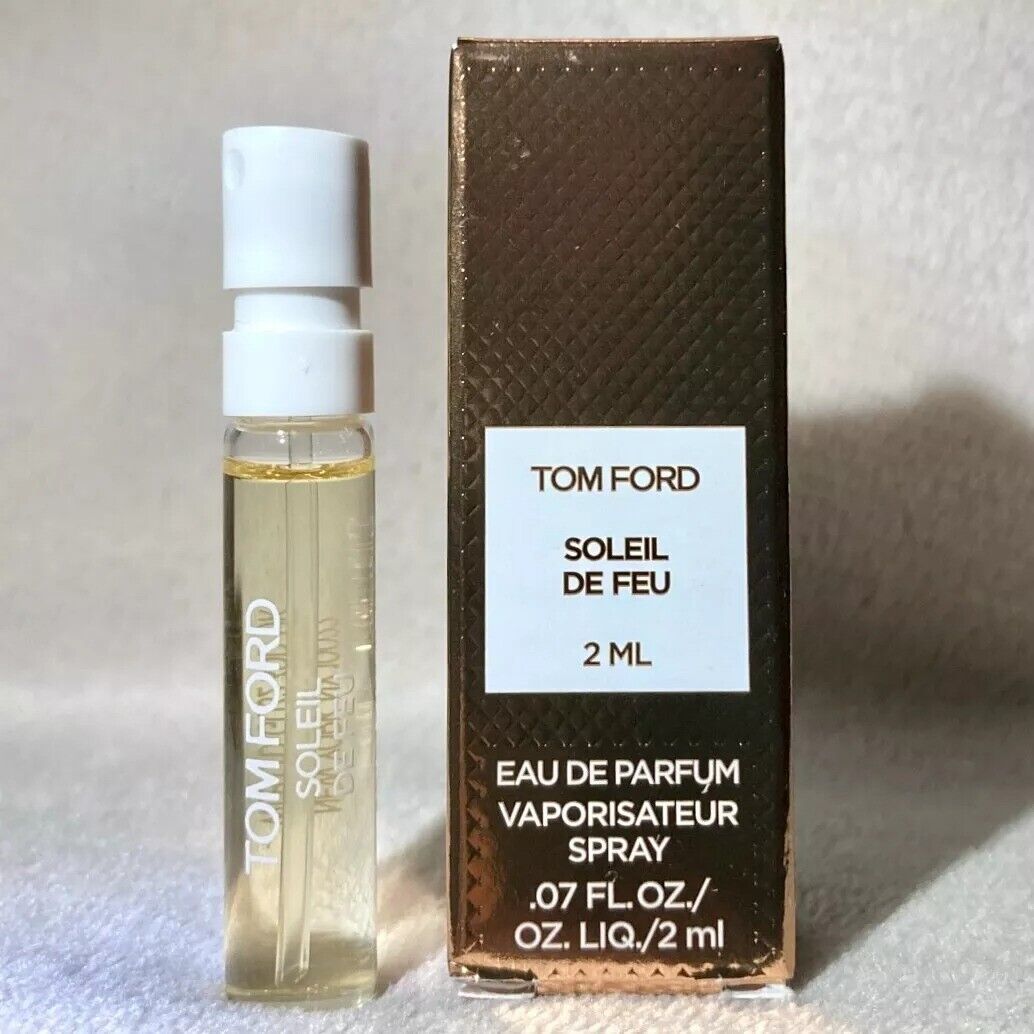 TOM FORD
SOLEIL
DE FEU
TOM FORD
SOLEIL
DE FEU
2 ML
EAU DE PARFUM
VAPORISATEUR
SPRAY
.07 FL. OZ./
OZ. LIQ./2 ml